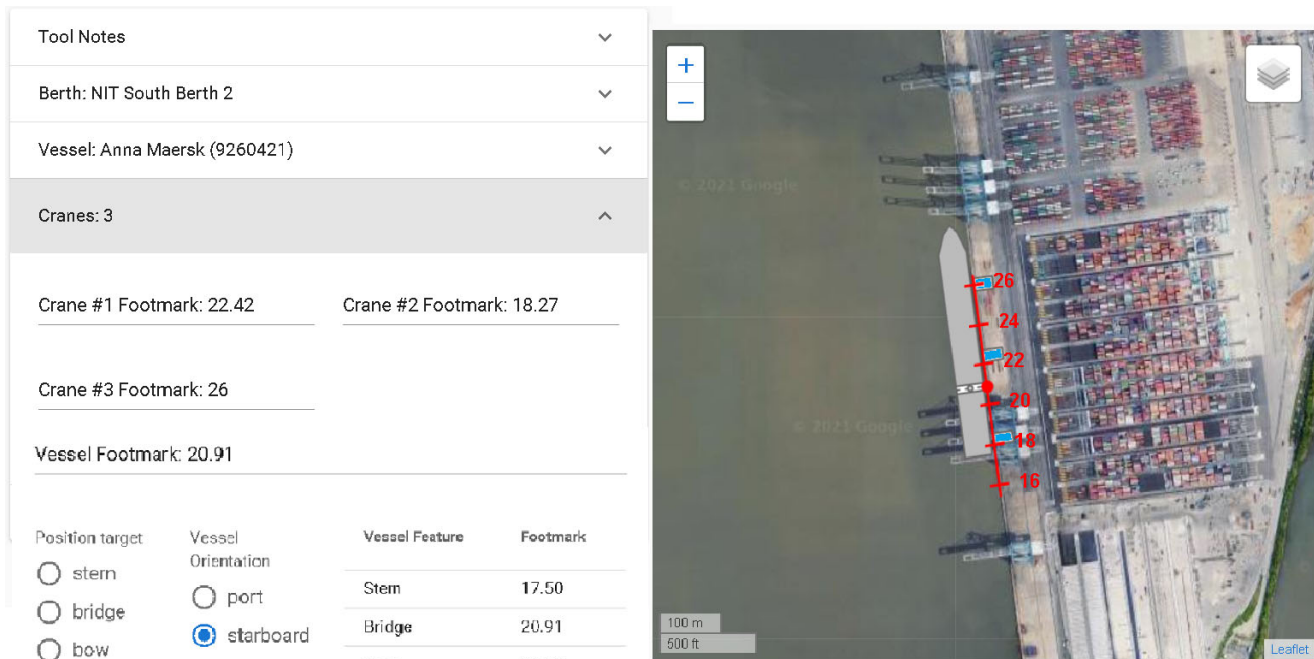 Tool Notes
Berth: NIT South Berth 2
Vessel: Anna Maersk (9260421)
Cranes: 3
Crane #1 Footmark: 22.42
Crane #2 Footmark: 18.27
Crane #3 Footmark: 26
Vessel Footmark: 20.91
Position target
stern
bridge
bow
Vessel
Orientation
port
starboard
Vessel Feature Footmark
Stern 17.50
Bridge 20.91
+
−
© 2021 Google
© 2021 Google
26
24
22
20
18
16
100 m
500 ft
Leaflet